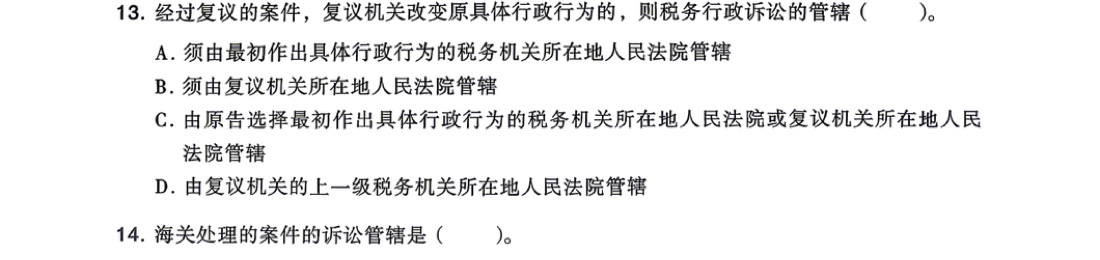 13. 经过复议的案件，复议机关改变原具体行政行为的，则税务行政诉讼的管辖（　　）。
A. 须由最初作出具体行政行为的税务机关所在地人民法院管辖
B. 须由复议机关所在地人民法院管辖
C. 由原告选择最初作出具体行政行为的税务机关所在地人民法院或复议机关所在地人民
法院管辖
D. 由复议机关的上一级税务机关所在地人民法院管辖
14. 海关处理的案件的诉讼管辖是（　　）。